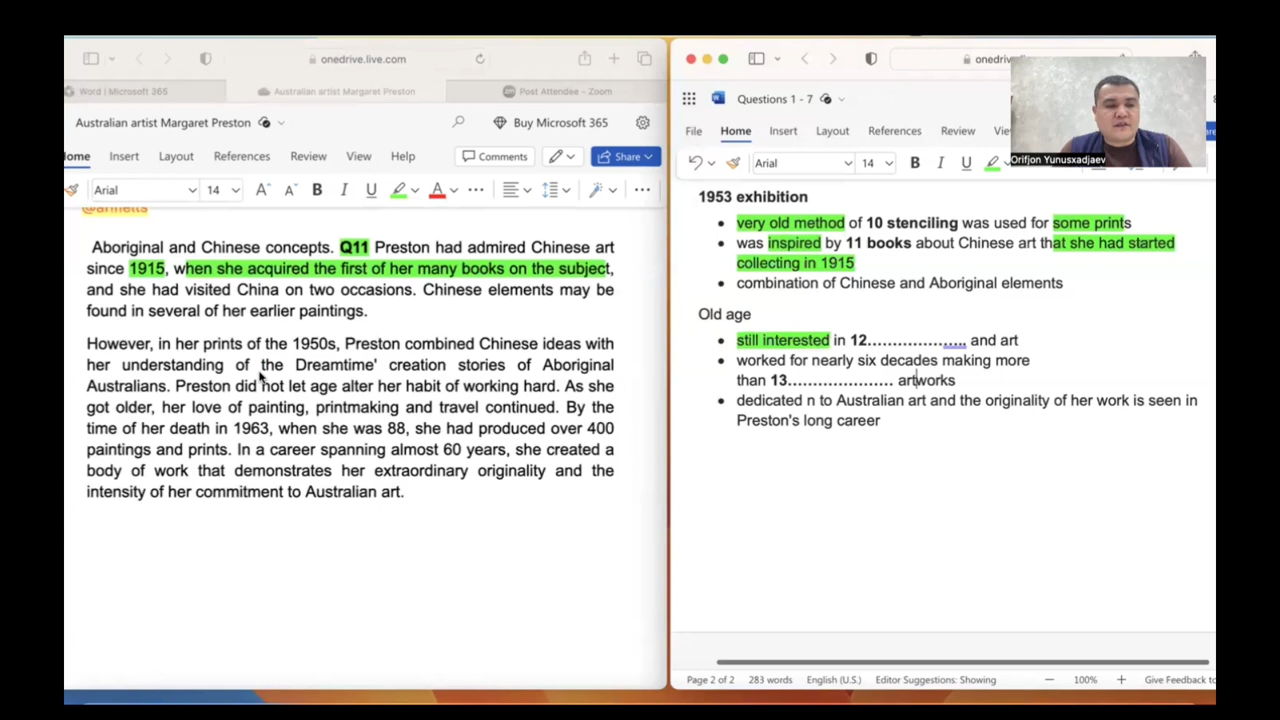 onedrive.live.com
Word | Microsoft 365
Australian artist Margaret Preston
Post Attendee - Zoom
Australian artist Margaret Preston
Buy Microsoft 365
Insert Layout References Review View Help
Comments
Share
Arial
14
Aboriginal and Chinese concepts. Q11 Preston had admired Chinese art
since 1915, when she acquired the first of her many books on the subject,
and she had visited China on two occasions. Chinese elements may be
found in several of her earlier paintings.
However, in her prints of the 1950s, Preston combined Chinese ideas with
her understanding of the Dreamtime' creation stories of Aboriginal
Australians. Preston did not let age alter her habit of working hard. As she
got older, her love of painting, printmaking and travel continued. By the
time of her death in 1963, when she was 88, she had produced over 400
paintings and prints. In a career spanning almost 60 years, she created a
body of work that demonstrates her extraordinary originality and the
intensity of her commitment to Australian art.
Questions 1 - 7
Orifjon Yunusxadjaev
File Home Insert Layout References Review
Arial
14
1953 exhibition
• very old method of 10 stenciling was used for some prints
• was inspired by 11 books about Chinese art that she had started
collecting in 1915
• combination of Chinese and Aboriginal elements
Old age
• still interested in 12………………….. and art
• worked for nearly six decades making more
than 13………………… artworks
• dedicated n to Australian art and the originality of her work is seen in
Preston's long career
Page 2 of 2 283 words English (U.S.) Editor Suggestions: Showing 100% Give Feedback